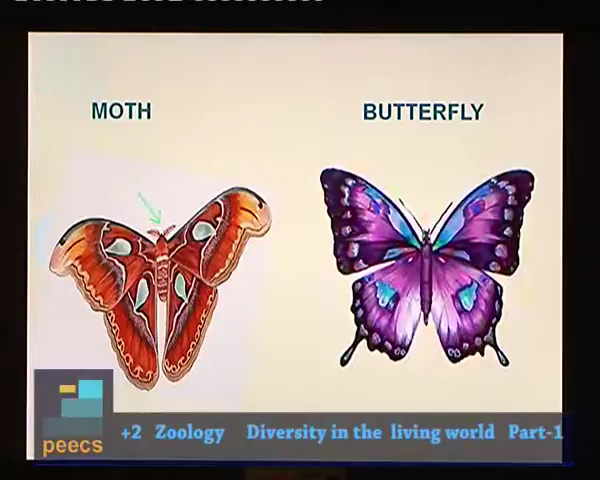 MOTH BUTTERFLY
peecs
+2 Zoology Diversity in the living world Part-1